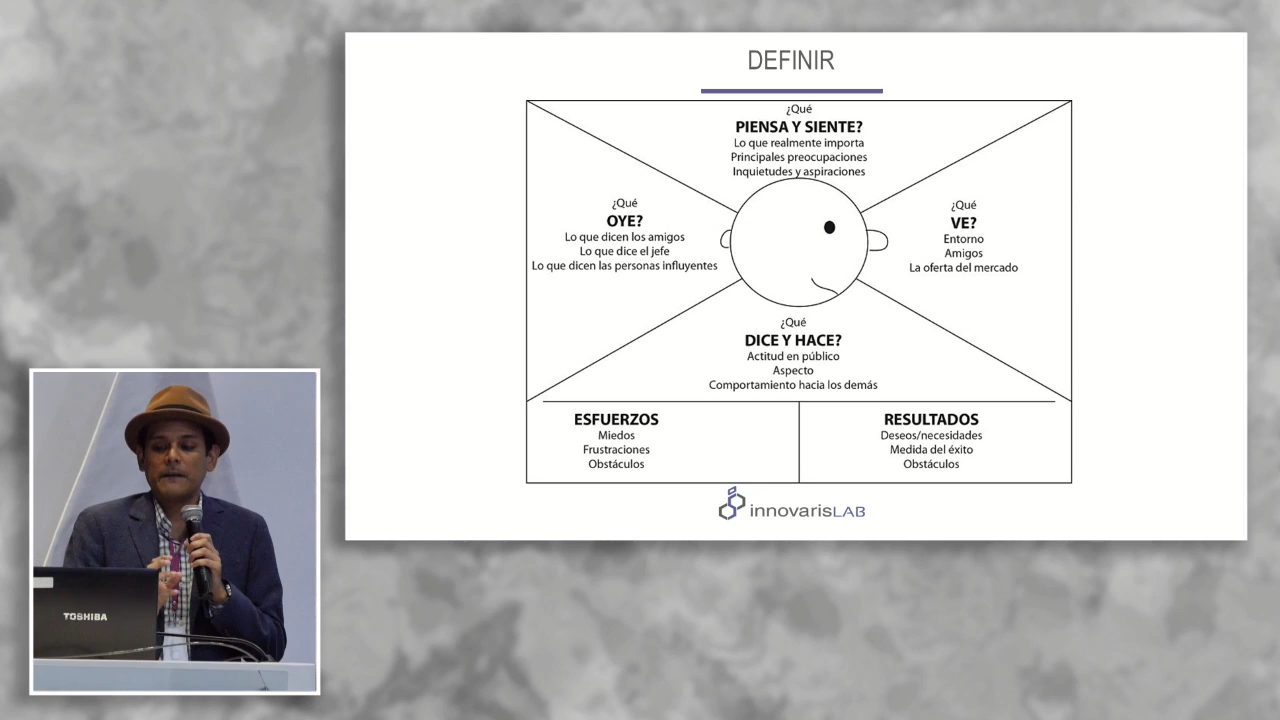 DEFINIR
¿Qué
PIENSA Y SIENTE?
Lo que realmente importa
Principales preocupaciones
Inquietudes y aspiraciones
¿Qué
OYE?
Lo que dicen los amigos
Lo que dice el jefe
Lo que dicen las personas influyentes
¿Qué
VE?
Entorno
Amigos
La oferta del mercado
¿Qué
DICE Y HACE?
Actitud en público
Aspecto
Comportamiento hacia los demás
ESFUERZOS
Miedos
Frustraciones
Obstáculos
RESULTADOS
Deseos/necesidades
Medida del éxito
Obstáculos
innovarisLAB
TOSHIBA